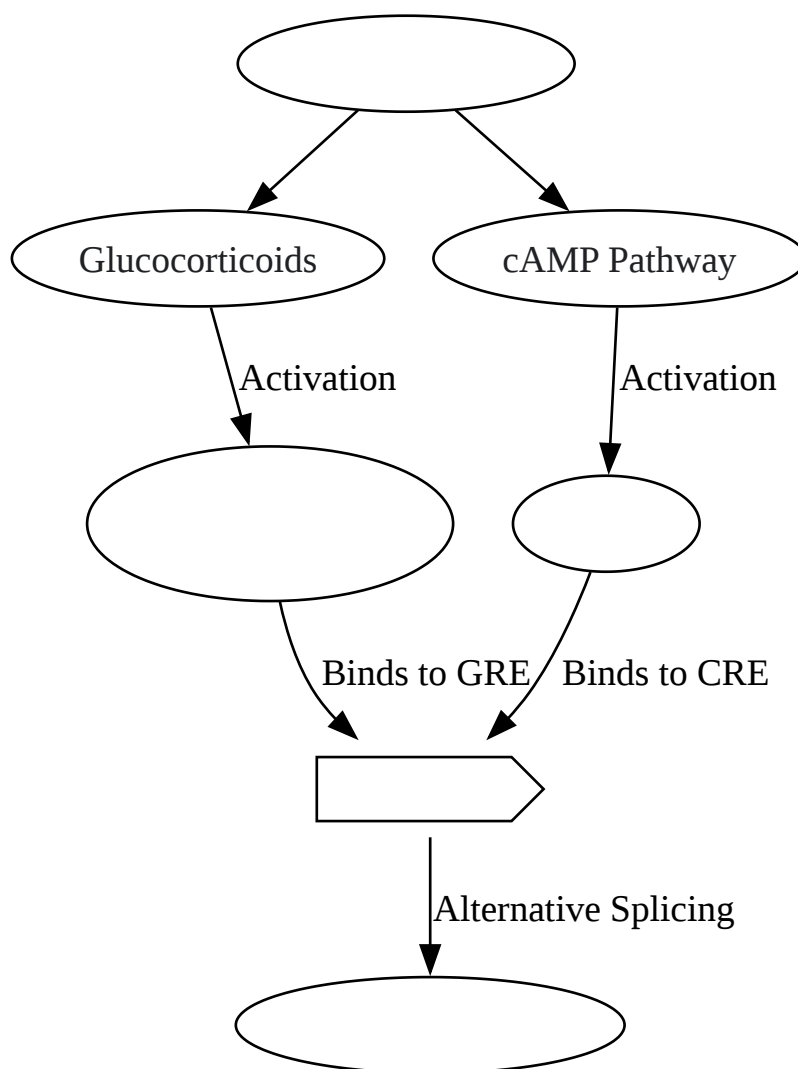 Glucocorticoids
cAMP Pathway
Activation
Activation
Binds to GRE
Binds to CRE
Alternative Splicing